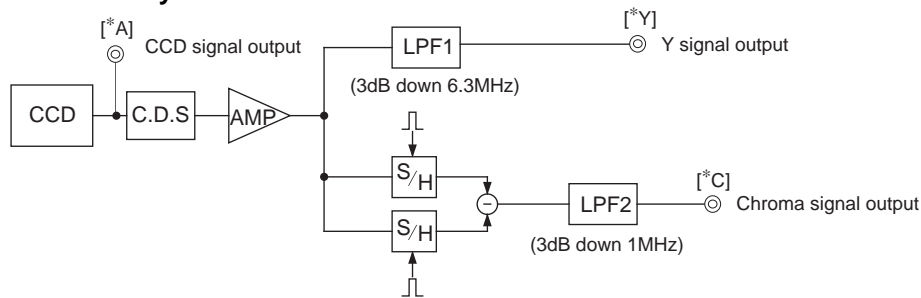 [*A]
CCD signal output
[*Y]
Y signal output
LPF1
(3dB down 6.3MHz)
CCD
C.D.S
AMP
S/H
S/H
[*C]
LPF2
Chroma signal output
(3dB down 1MHz)